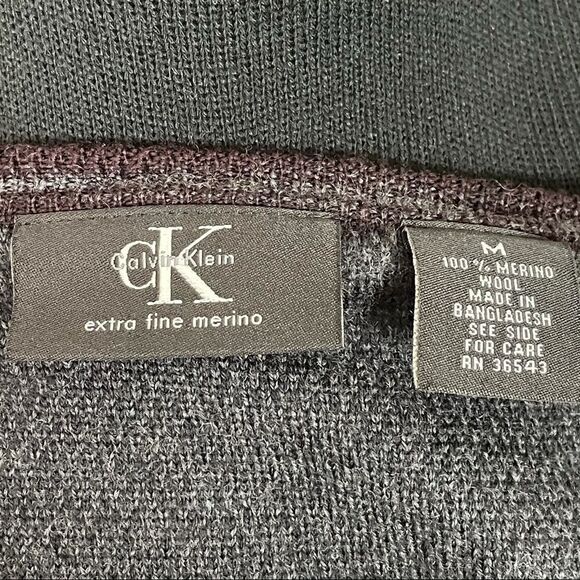 CK
Calvin Klein
extra fine merino
M
100% MERINO
WOOL
MADE IN
BANGLADESH
SEE SIDE
FOR CARE
RN 36543